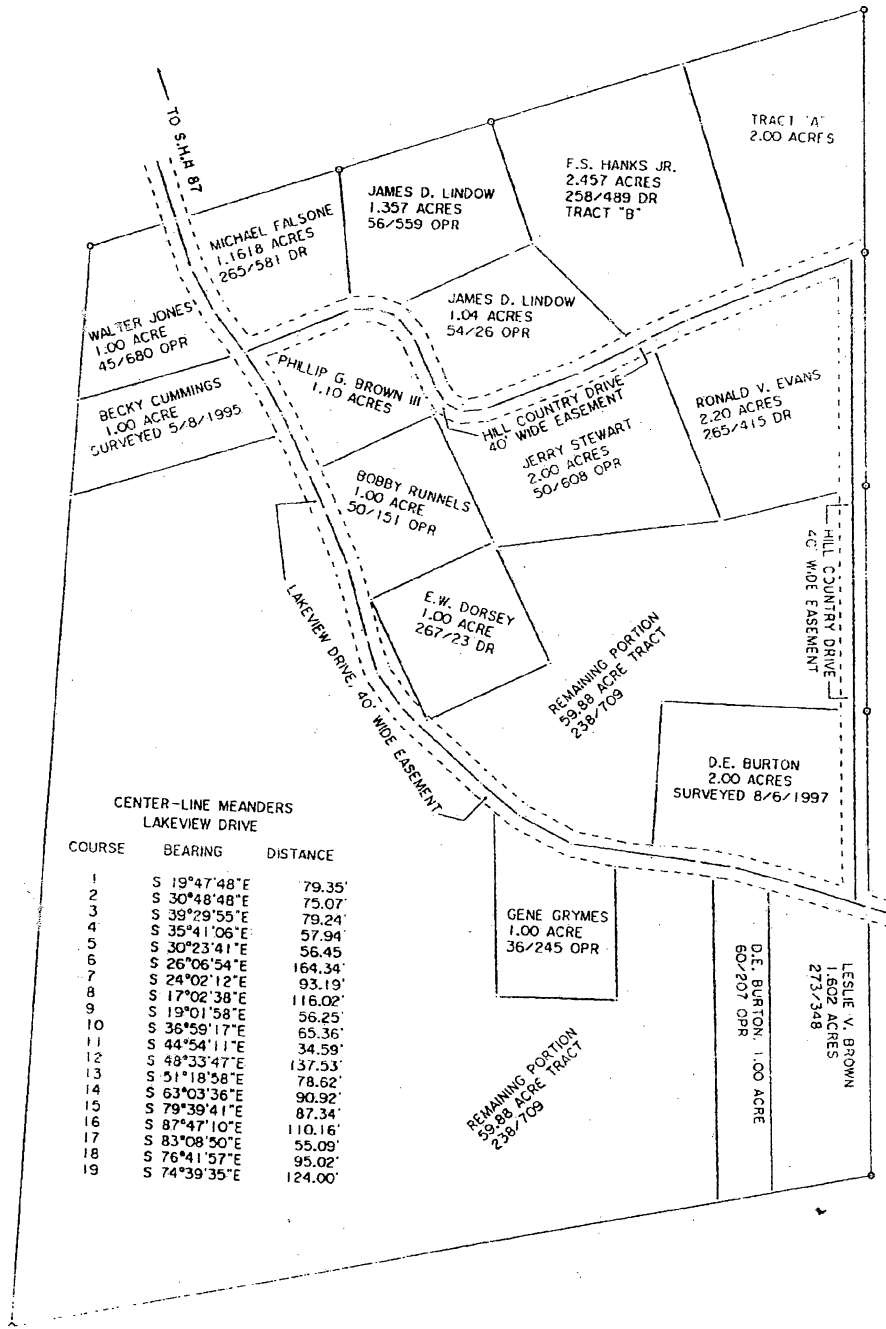 TO S.H.H 87
TRACT "A"
2.00 ACRES
F.S. HANKS JR.
2.457 ACRES
258/489 DR
TRACT "B"
JAMES D. LINDOW
1.357 ACRES
56/559 OPR
MICHAEL FALSONE
1.1618 ACRES
265/581 DR
JAMES D. LINDOW
1.04 ACRES
54/26 OPR
WALTER JONES
1.00 ACRE
45/680 OPR
BECKY CUMMINGS
1.00 ACRE
SURVEYED 5/8/1995
PHILLIP G. BROWN III
1.10 ACRES
HILL COUNTRY DRIVE
40' WIDE EASEMENT
RONALD V. EVANS
2.20 ACRES
265/415 DR
JERRY STEWART
2.00 ACRES
50/608 OPR
BOBBY RUNNELS
1.00 ACRE
50/151 OPR
HILL COUNTRY DRIVE
40' WIDE EASEMENT
E.W. DORSEY
1.00 ACRE
267/23 DR
LAKEVIEW DRIVE, 40' WIDE EASEMENT
REMAINING PORTION
59.88 ACRE TRACT
238/709
D.E. BURTON
2.00 ACRES
SURVEYED 8/6/1997
CENTER-LINE MEANDERS
LAKEVIEW DRIVE
COURSE BEARING DISTANCE
1 S 19°47'48"E 79.35'
2 S 30°48'48"E 75.07'
3 S 39°29'55"E 79.24'
4 S 35°41'06"E 57.94'
5 S 30°23'41"E 56.45
6 S 26°06'54"E 164.34'
7 S 24°02'12"E 93.19'
8 S 17°02'38"E 116.02'
9 S 19°01'58"E 56.25'
10 S 36°59'17"E 65.36'
11 S 44°54'11"E 34.59'
12 S 48°33'47"E 137.53'
13 S 51°18'58"E 78.62'
14 S 63°03'36"E 90.92'
15 S 79°39'41"E 87.34'
16 S 87°47'10"E 110.16'
17 S 83°08'50"E 55.09'
18 S 76°41'57"E 95.02'
19 S 74°39'35"E 124.00'
GENE GRYMES
1.00 ACRE
36/245 OPR
D.E. BURTON, 1.00 ACRE
60/207 OPR
LESLIE V. BROWN
1.602 ACRES
273/348
REMAINING PORTION
59.88 ACRE TRACT
238/709